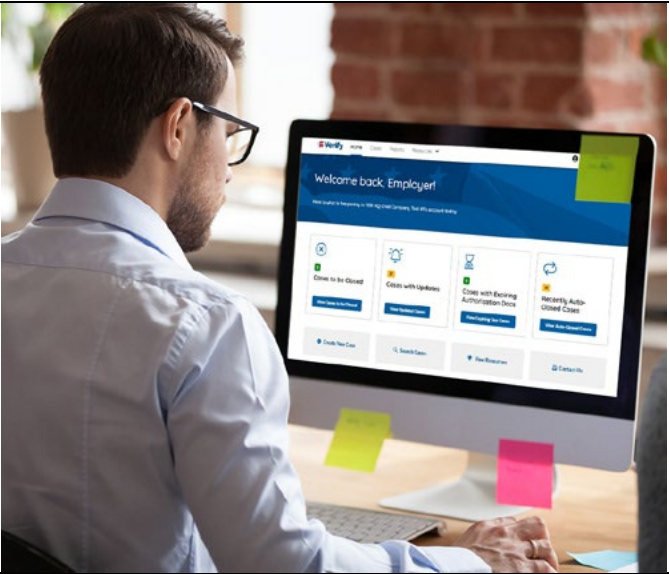 E-Verify Home Cases Reports Resources
Welcome back, Employer!
Cases to be Closed
View Cases to be Closed
Cases with Updates
View Updated Cases
Cases with Expiring
Authorization Docs
View Expiring Doc Cases
Recently Auto-
Closed Cases
View Auto-Closed Cases
Create New Case
Search Cases
View Resources
Contact Us